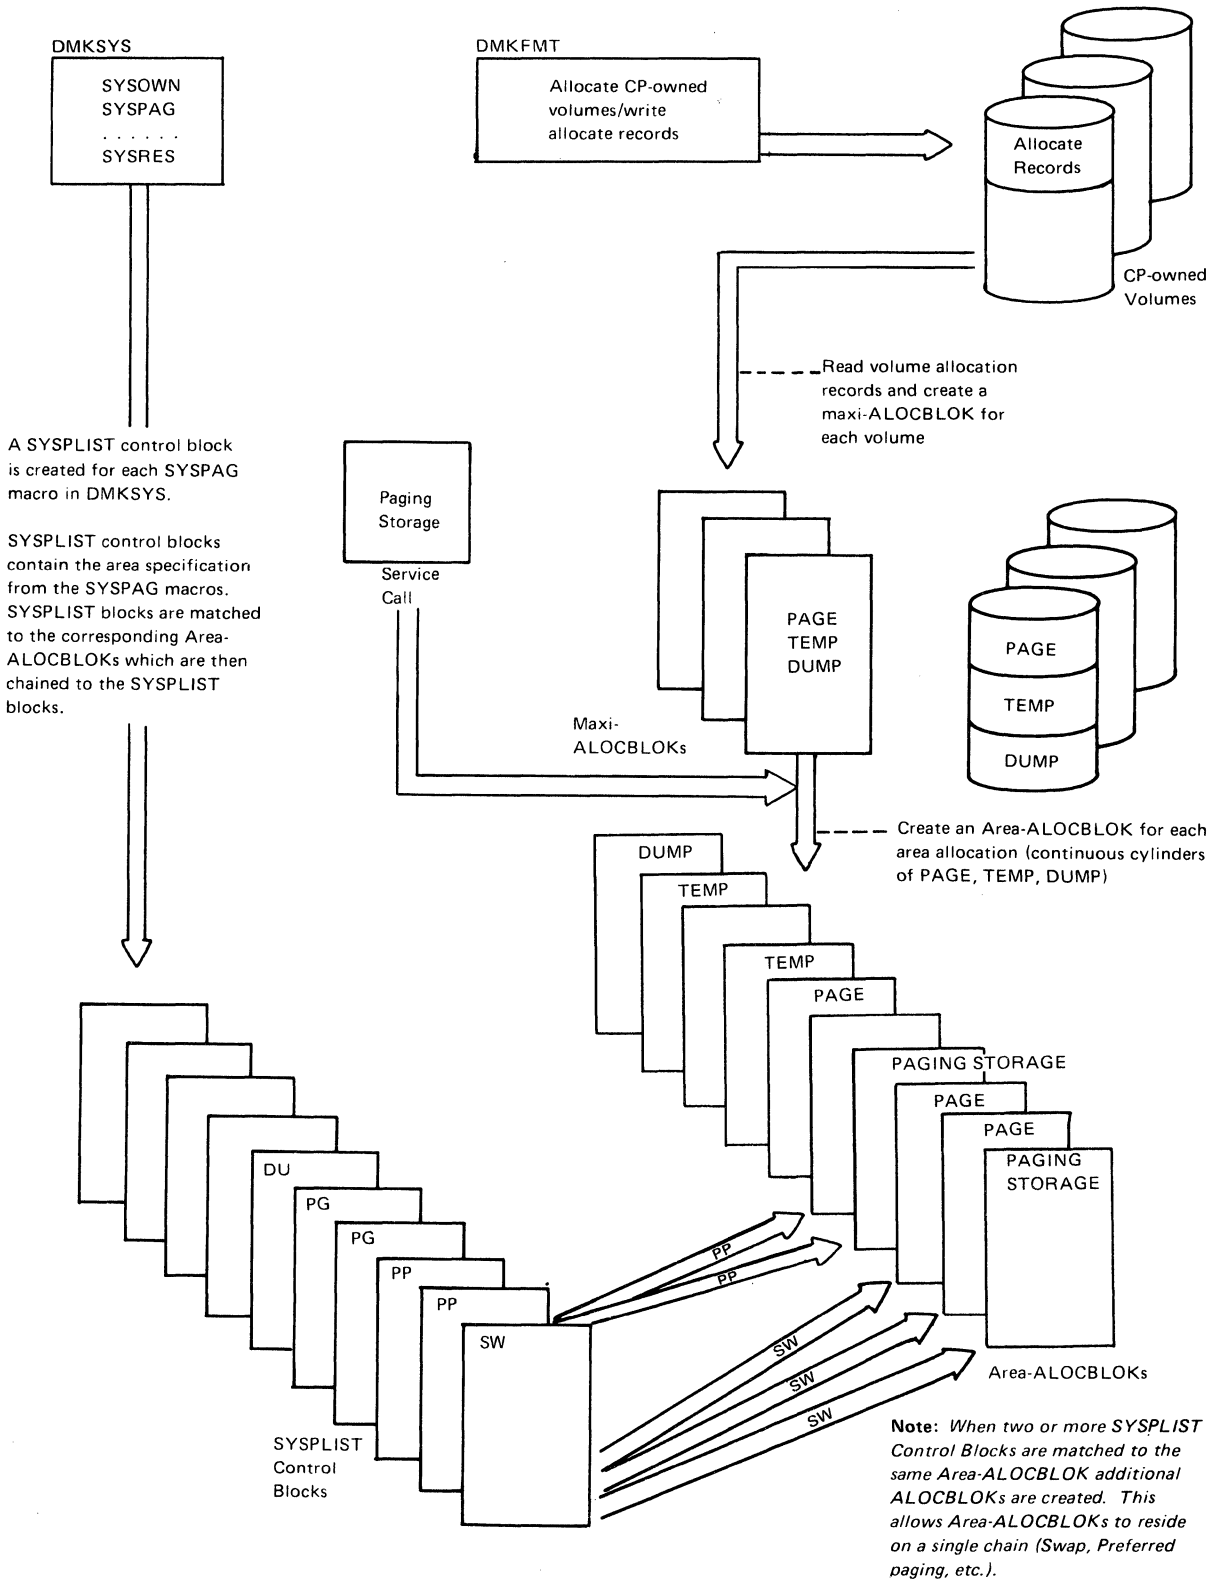 DMKSYS
SYSOWN
SYSPAG
. . . . . .
SYSRES
DMKFMT
Allocate CP-owned
volumes/write
allocate records
Allocate
Records
CP-owned
Volumes
Read volume allocation
records and create a
maxi-ALOCBLOK for
each volume
A SYSPLIST control block
is created for each SYSPAG
macro in DMKSYS.
SYSPLIST control blocks
contain the area specification
from the SYSPAG macros.
SYSPLIST blocks are matched
to the corresponding Area-
ALOCBLOKs which are then
chained to the SYSPLIST
blocks.
Paging
Storage
Service
Call
PAGE
TEMP
DUMP
Maxi-
ALOCBLOKs
PAGE
TEMP
DUMP
Create an Area-ALOCBLOK for each
area allocation (continuous cylinders
of PAGE, TEMP, DUMP)
DUMP
TEMP
TEMP
PAGE
PAGING STORAGE
PAGE
PAGE
PAGING
STORAGE
DU
PG
PG
PP
PP
SW
PP
PP
SW
SW
SW
SYSPLIST
Control
Blocks
Area-ALOCBLOKs
Note: When two or more SYSPLIST
Control Blocks are matched to the
same Area-ALOCBLOK additional
ALOCBLOKs are created. This
allows Area-ALOCBLOKs to reside
on a single chain (Swap, Preferred
paging, etc.).